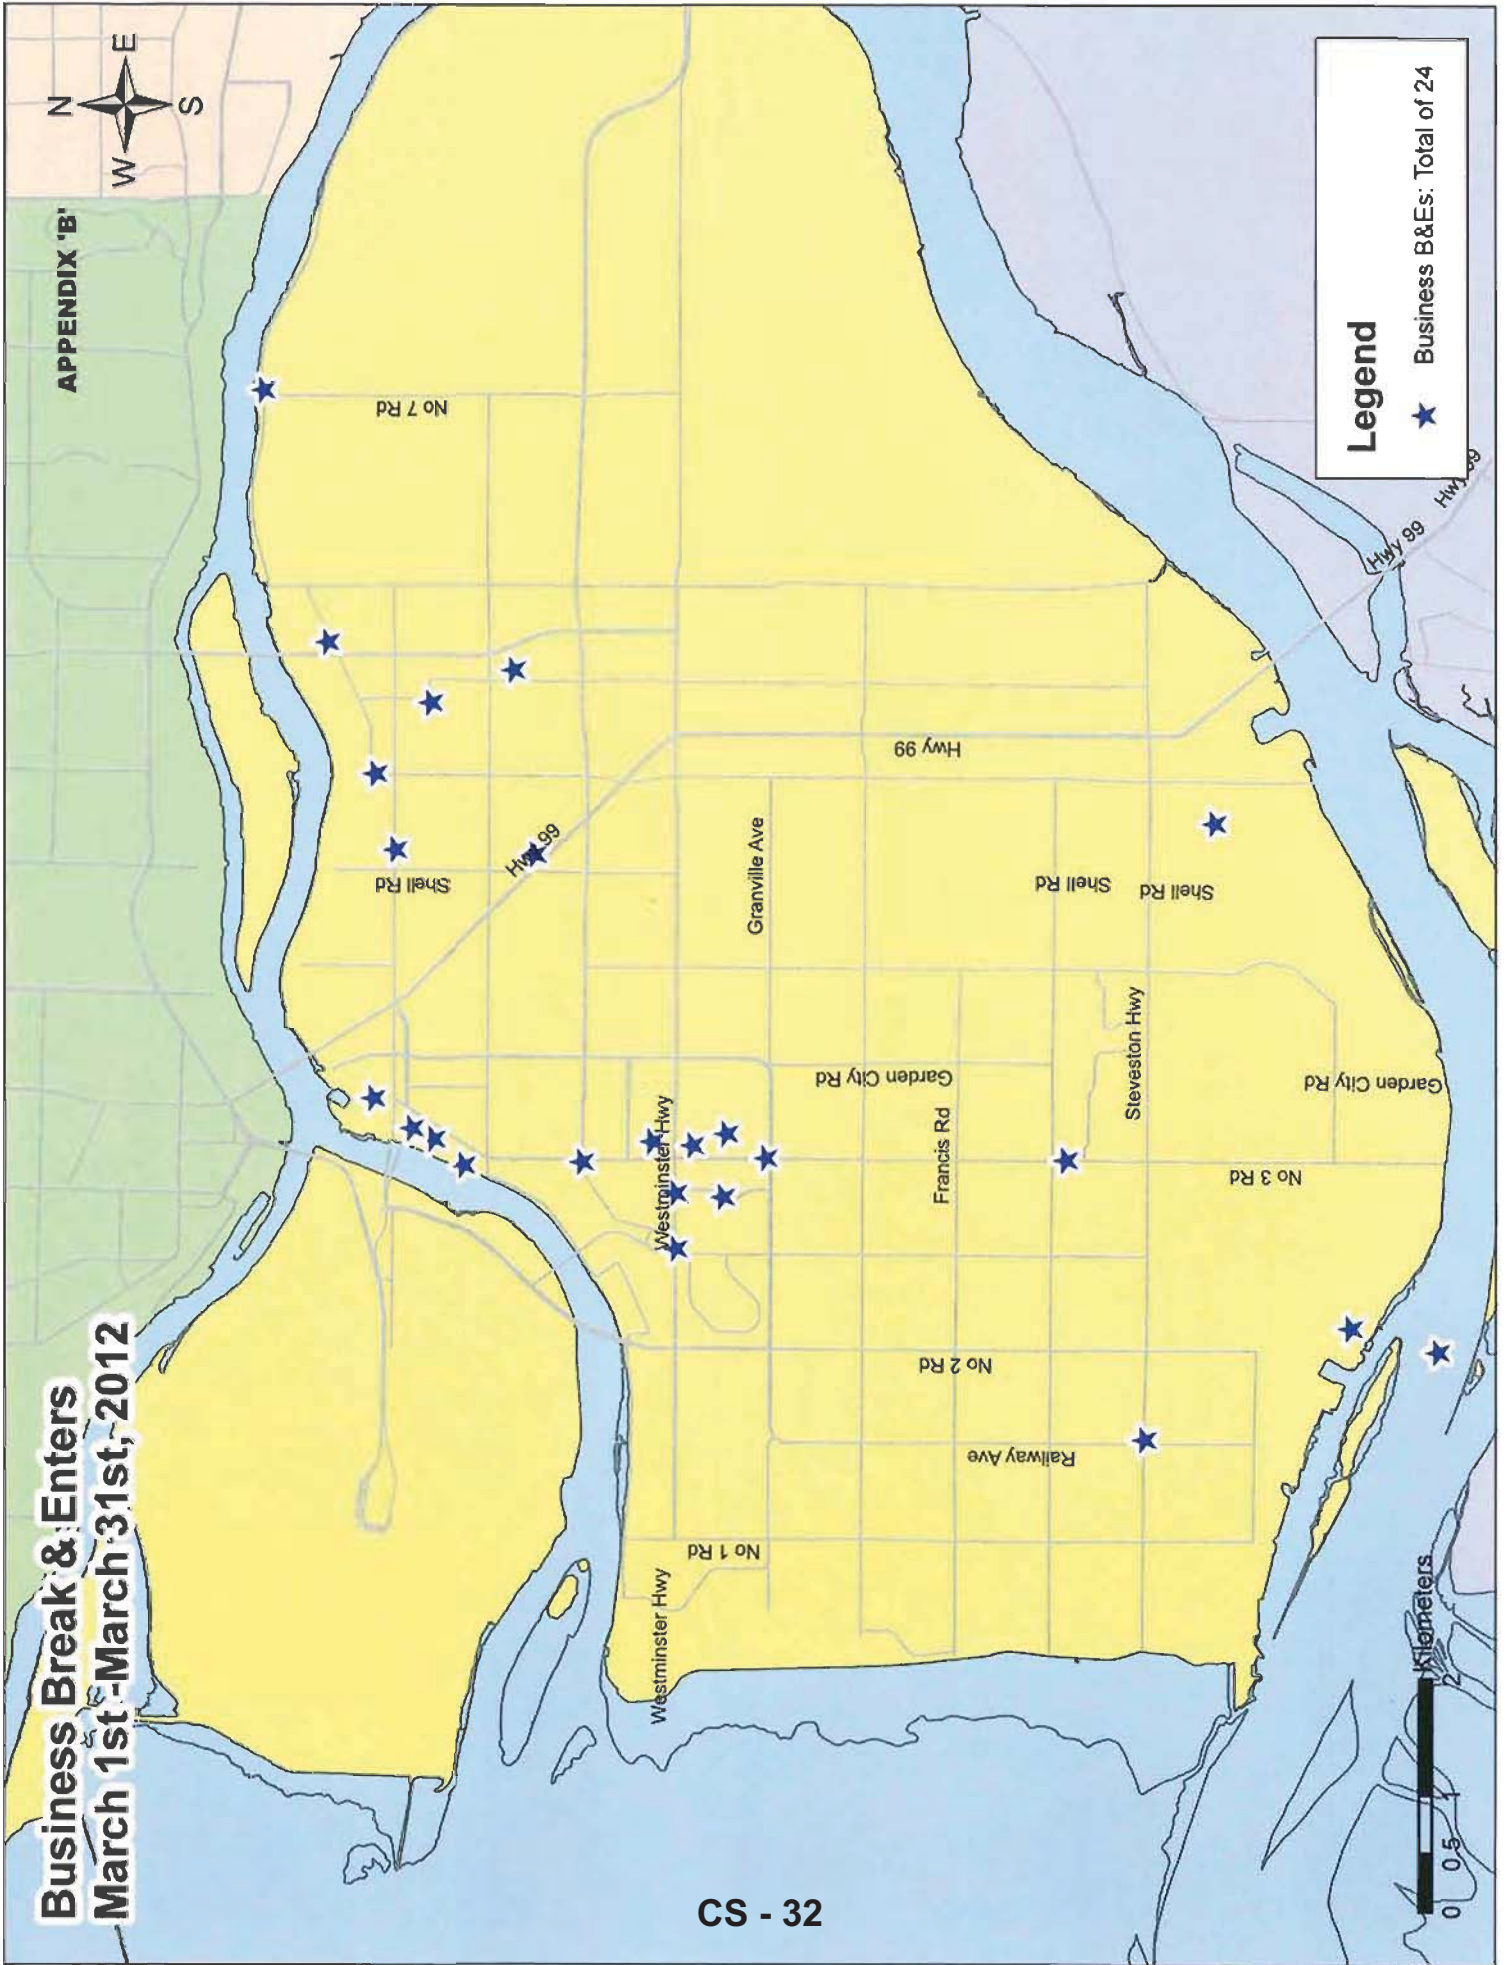 Business Break & Enters
March 1st -March 31st, 2012
APPENDIX 'B'
N
W
E
S
No 7 Rd
Hwy 99
Shell Rd
Hwy 99
Granville Ave
Shell Rd
Shell Rd
Westminster Hwy
Garden City Rd
Francis Rd
Steveston Hwy
Garden City Rd
No 3 Rd
No 2 Rd
Railway Ave
No 1 Rd
Westminster Hwy
Hwy 99
Hwy 99
Legend
Business B&Es: Total of 24
Kilometers
0 0.5 1 2
CS - 32